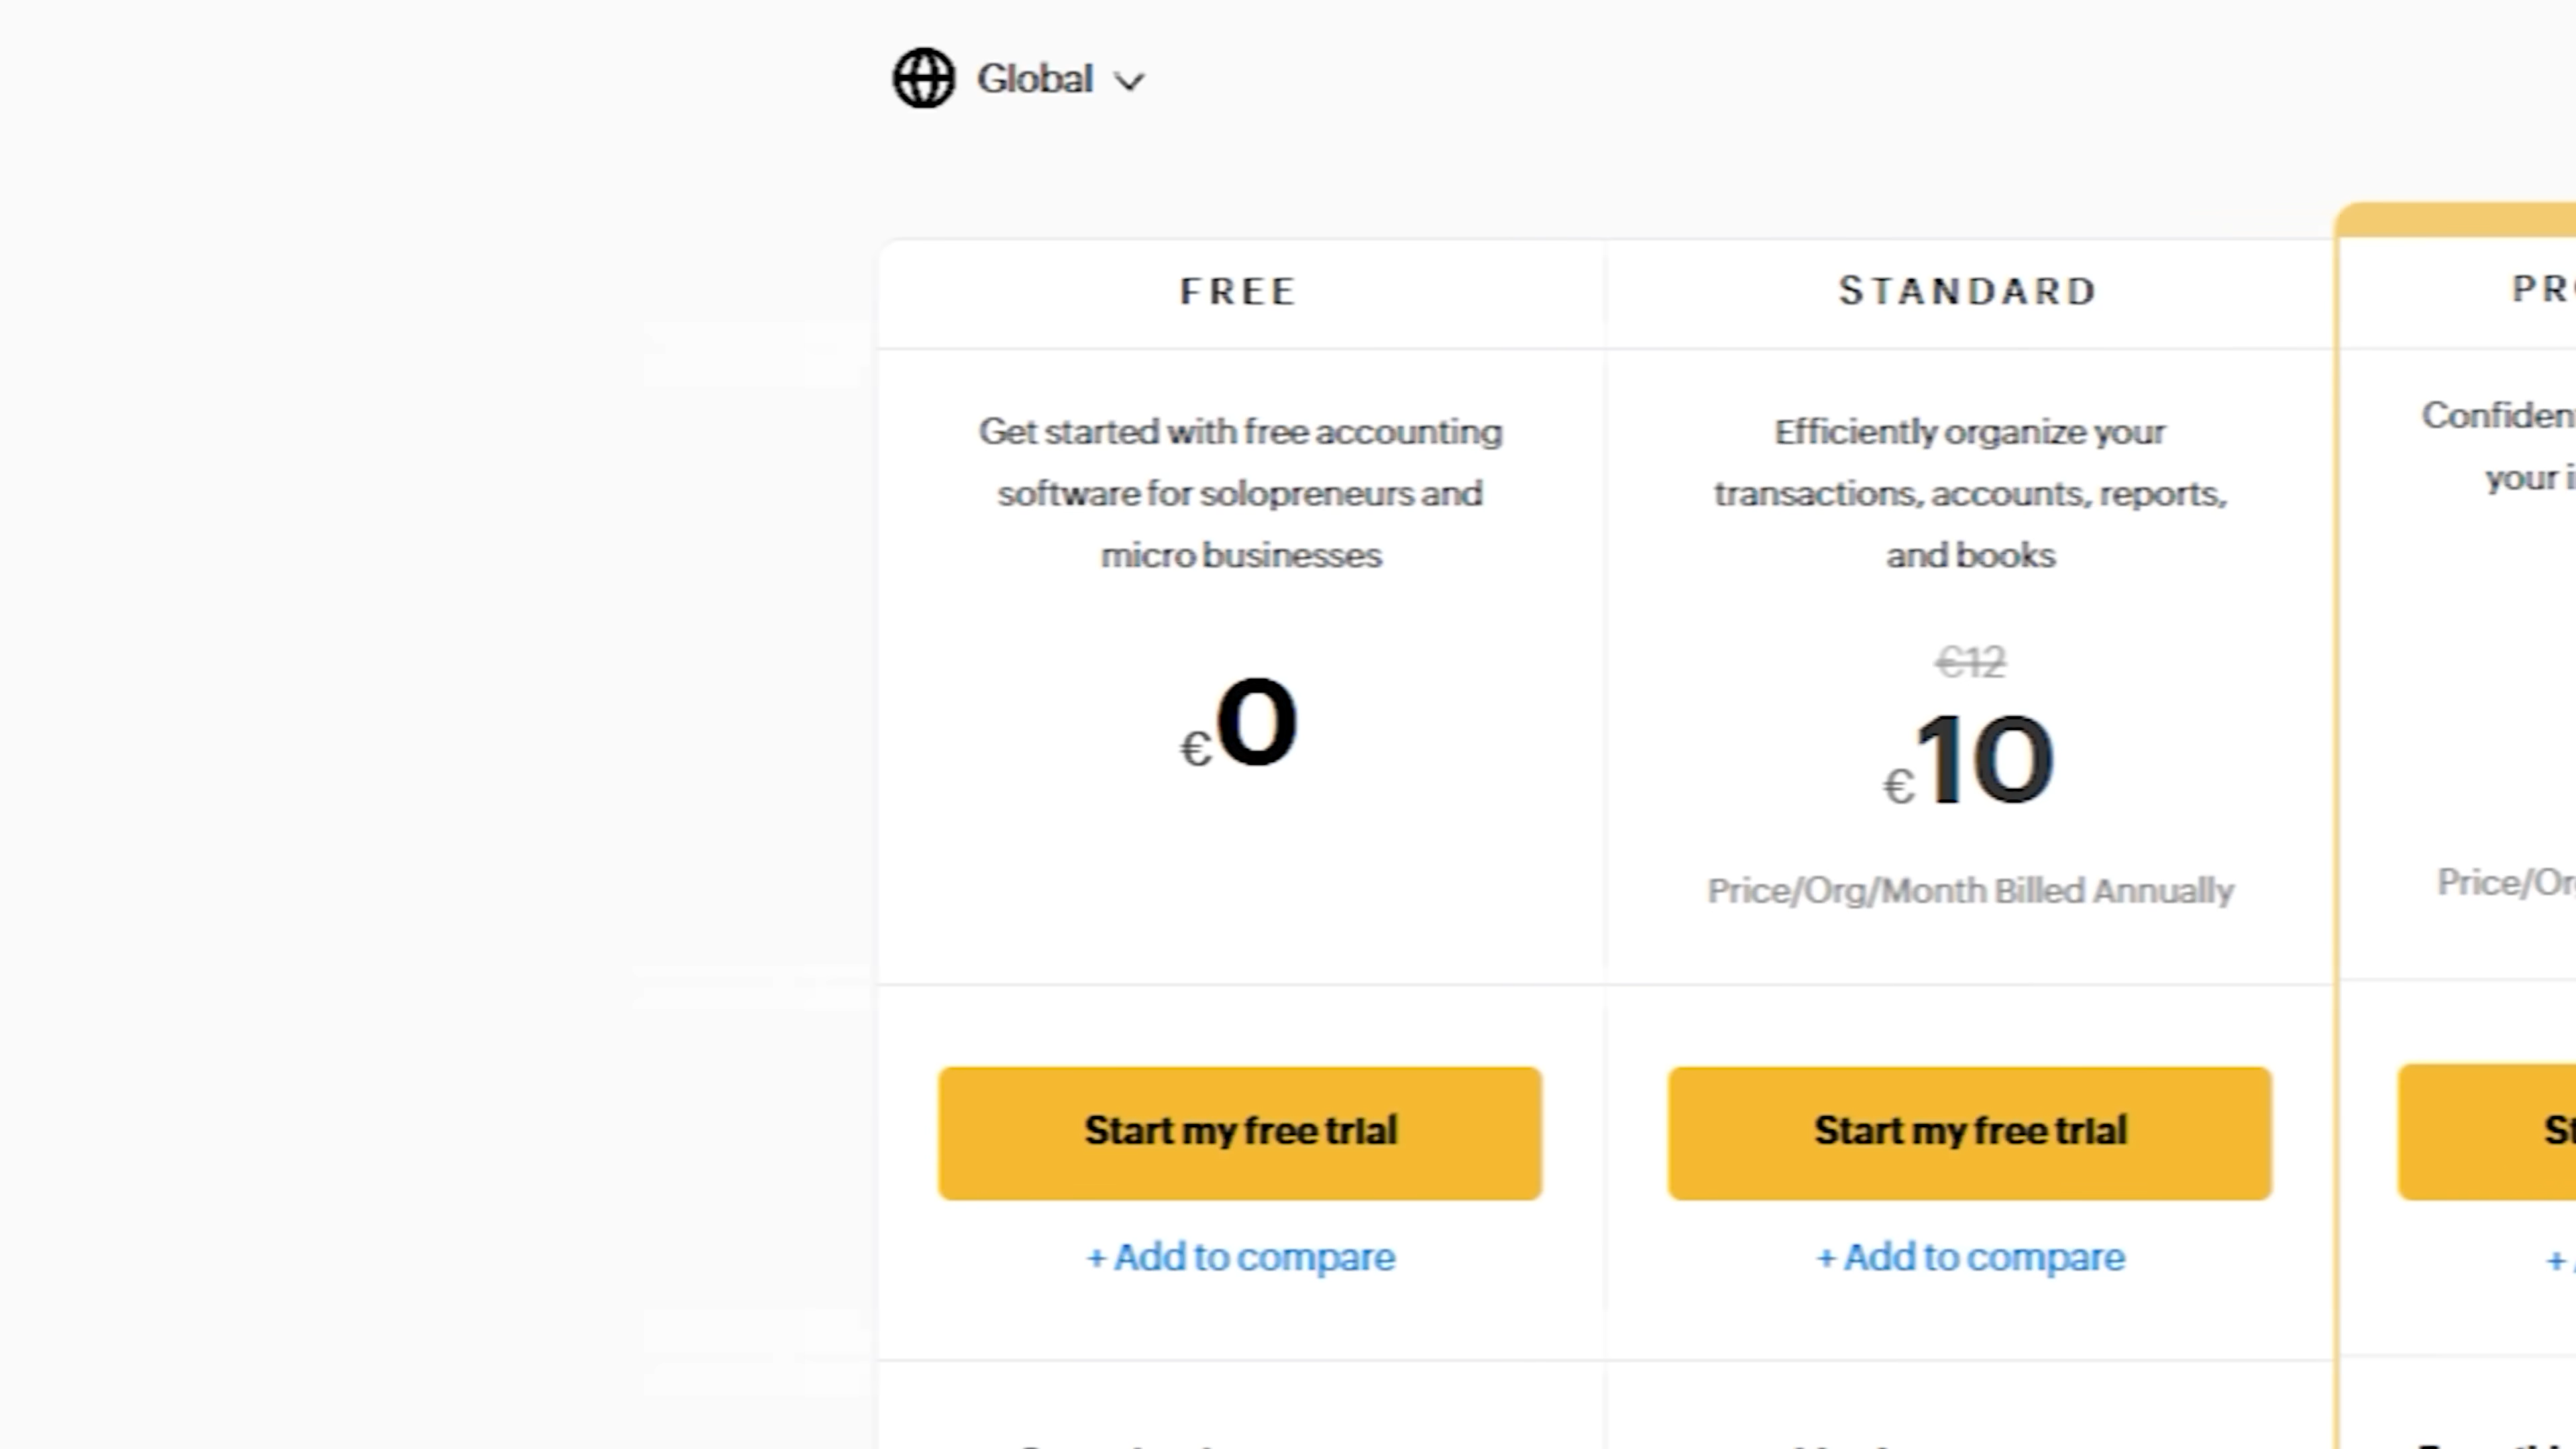 Global
FREE
Get started with free accounting
software for solopreneurs and
micro businesses
€0
Start my free trial
+ Add to compare
STANDARD
Efficiently organize your
transactions, accounts, reports,
and books
€12
€10
Price/Org/Month Billed Annually
Start my free trial
+ Add to compare
your